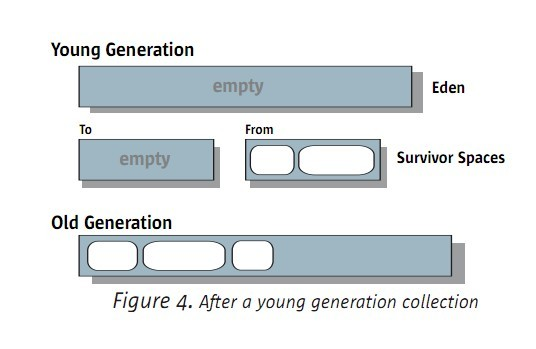 Young Generation
empty
Eden
To
From
empty
Survivor Spaces
Old Generation
Figure 4. After a young generation collection